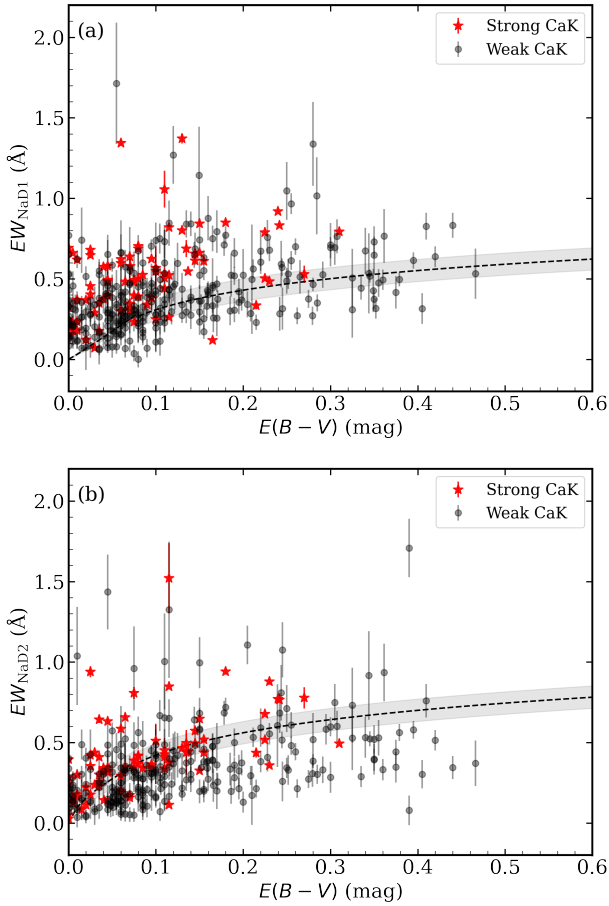 (a)
Strong CaK
Weak CaK
2.0
1.5
1.0
0.5
0.0
EW_NaD1 (Å)
0.0 0.1 0.2 0.3 0.4 0.5 0.6
E(B − V) (mag)
(b)
Strong CaK
Weak CaK
2.0
1.5
1.0
0.5
0.0
EW_NaD2 (Å)
0.0 0.1 0.2 0.3 0.4 0.5 0.6
E(B − V) (mag)